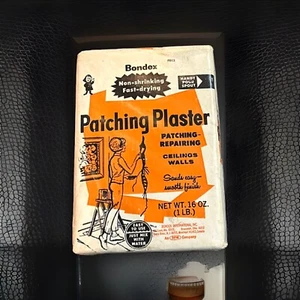 Bondex
Non-shrinking
Fast-drying
HANDY
POUR
SPOUT
Patching Plaster
PATCHING-
REPAIRING
CEILINGS
WALLS
Sands easy-
smooth finish
NET WT. 16 OZ.
(1 LB.)
EASY
TO USE
JUST MIX
WITH
WATER